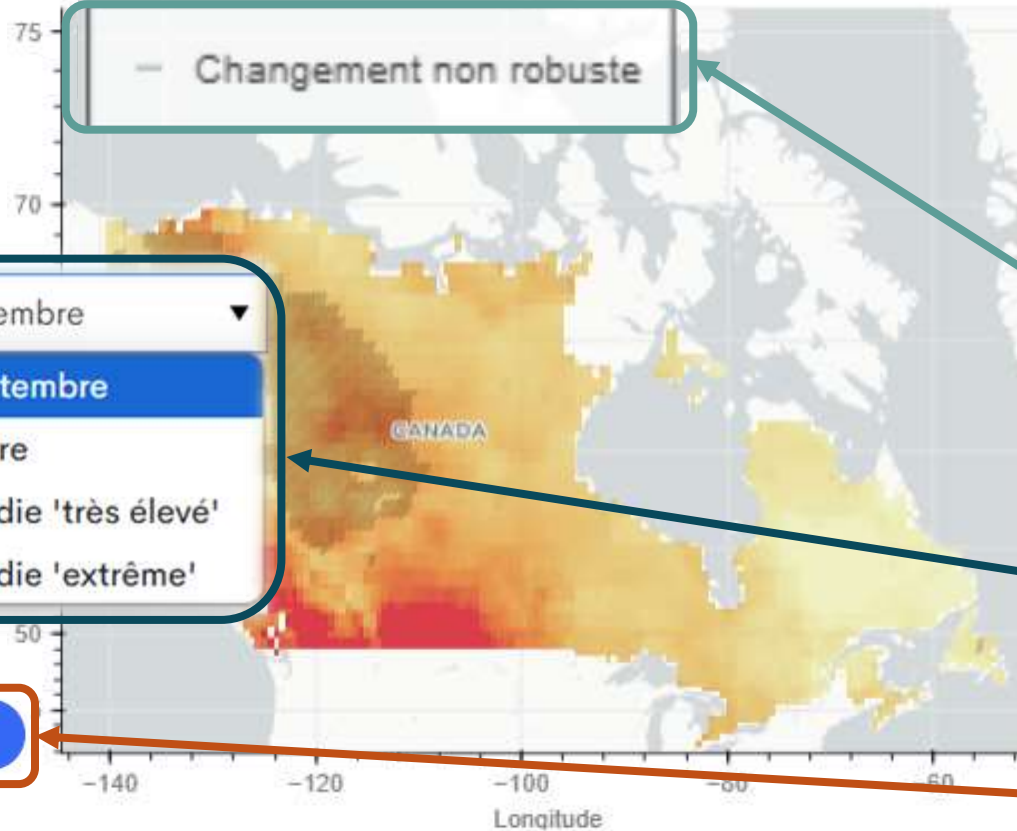 75
Changement non robuste
70
embre
tembre
re
die 'très élevé'
die 'extrême'
CANADA
50
−140
−120
−100
−80
−60
Longitude